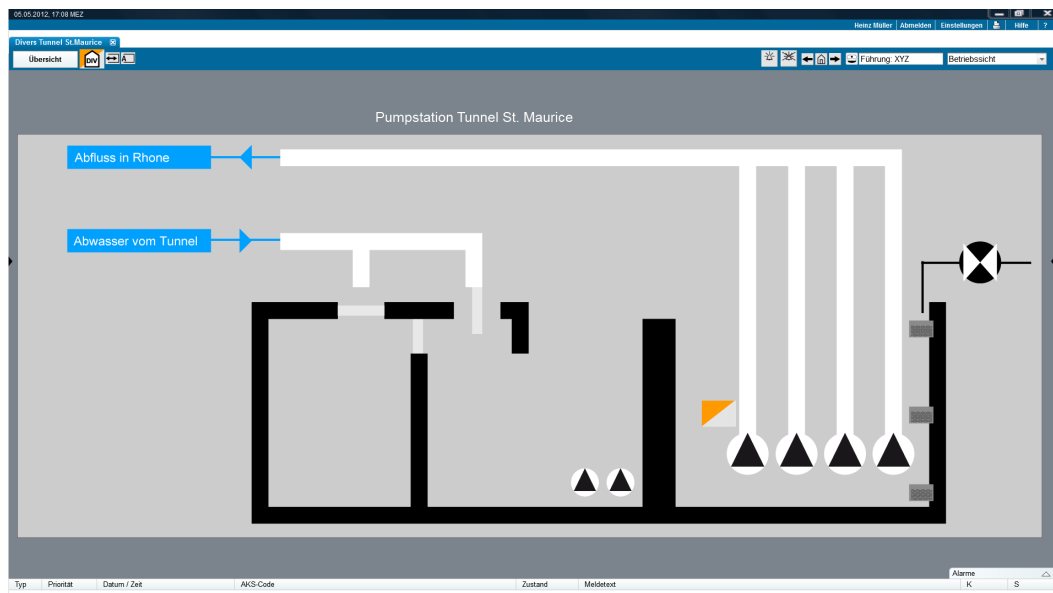 05.05.2012, 17:08 MEZ
Heinz Müller Abmelden Einstellungen Hilfe ?
Divers Tunnel St.Maurice
Übersicht DIV A Führung: XYZ Betriebssicht
Pumpstation Tunnel St. Maurice
Abfluss in Rhone
Abwasser vom Tunnel
Alarme
Typ Priorität Datum / Zeit AKS-Code Zustand Meldetext K S